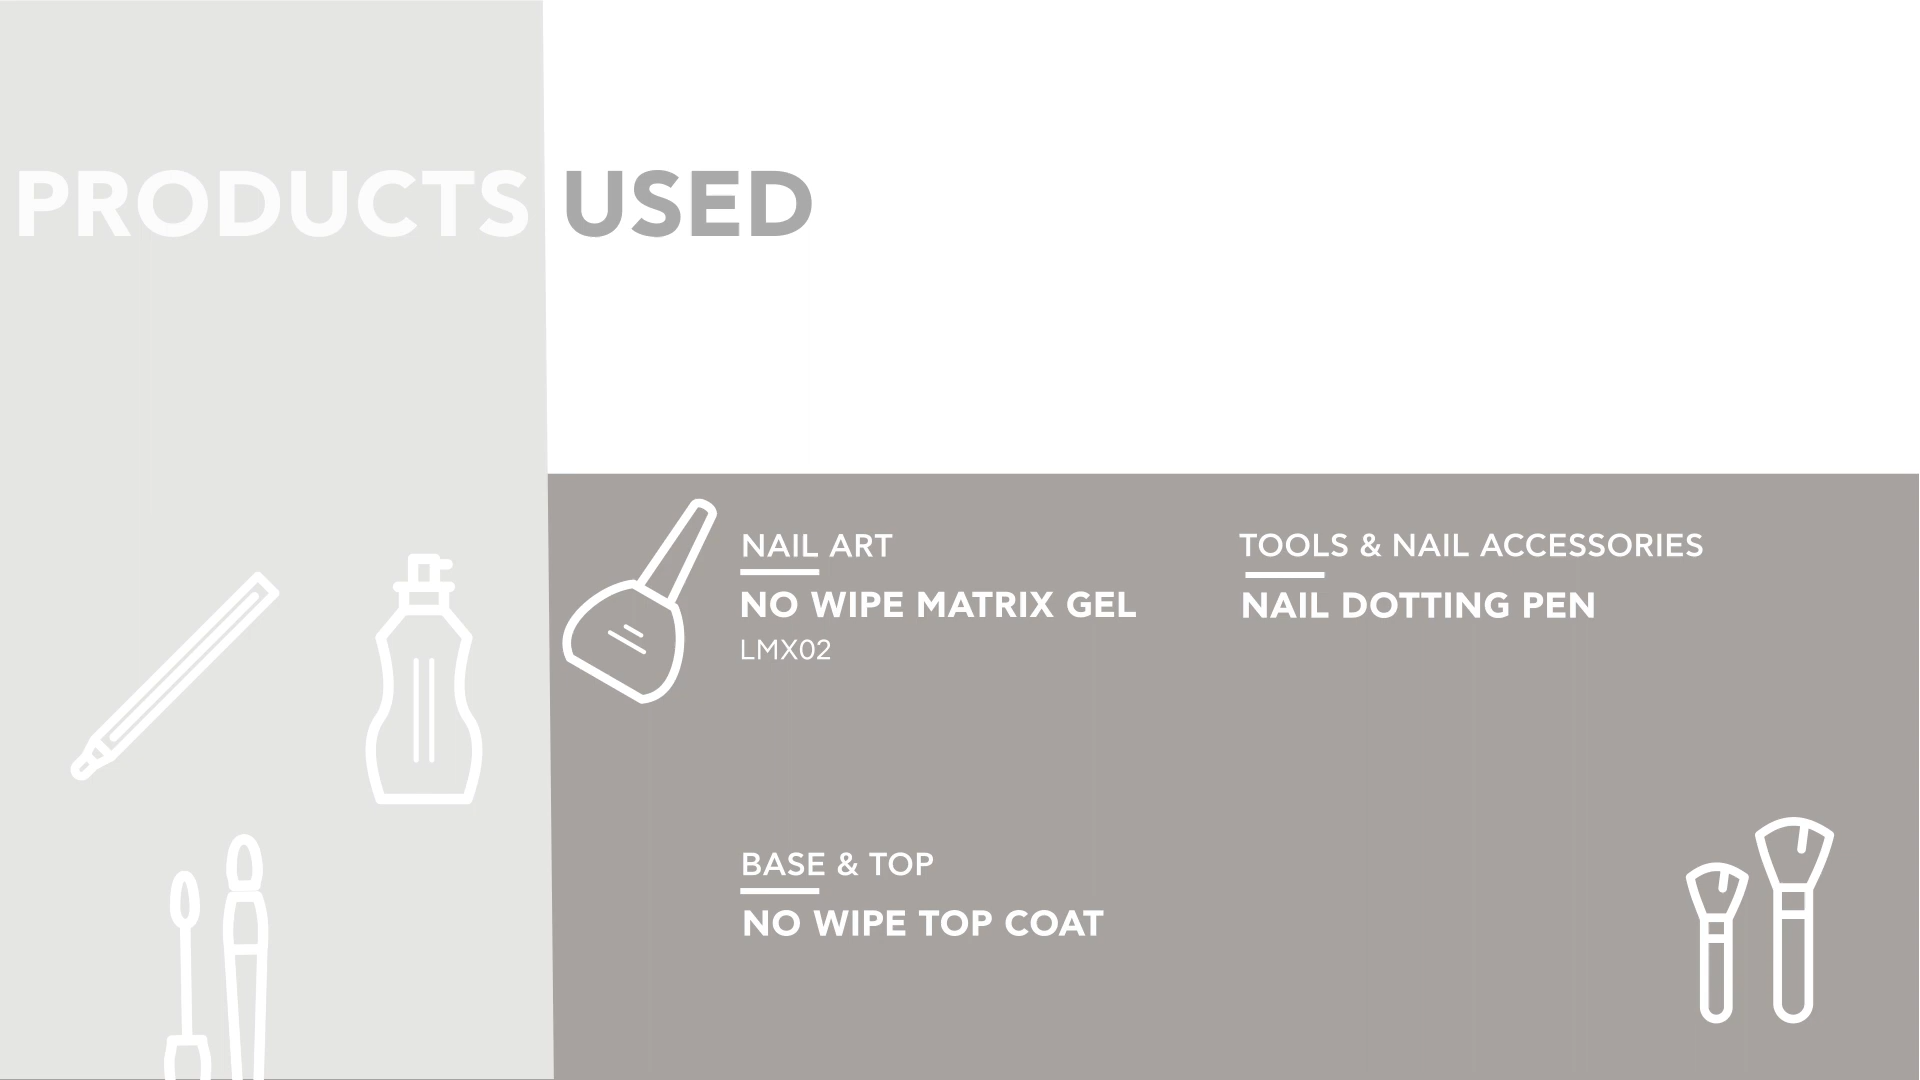 PRODUCTS USED
NAIL ART
NO WIPE MATRIX GEL
LMX02
TOOLS & NAIL ACCESSORIES
NAIL DOTTING PEN
BASE & TOP
NO WIPE TOP COAT